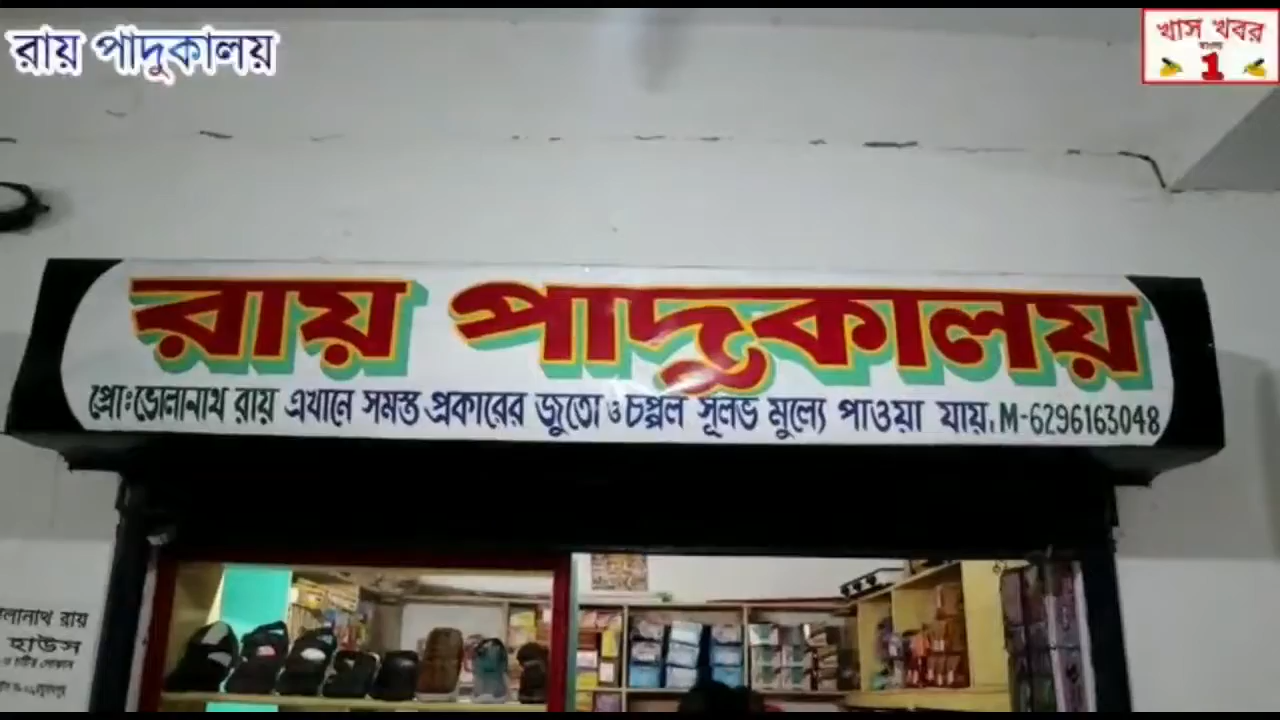 রায় পাদুকালয়
খাস খবর
বাংলা
1
রায় পাদুকালয়
প্রোঃ ভোলানাথ রায় এখানে সমস্ত প্রকারের জুতো ও চপ্পল সূলভ মুল্যে পাওয়া যায়. M-6296163048
লানাথ রায়
হাউস